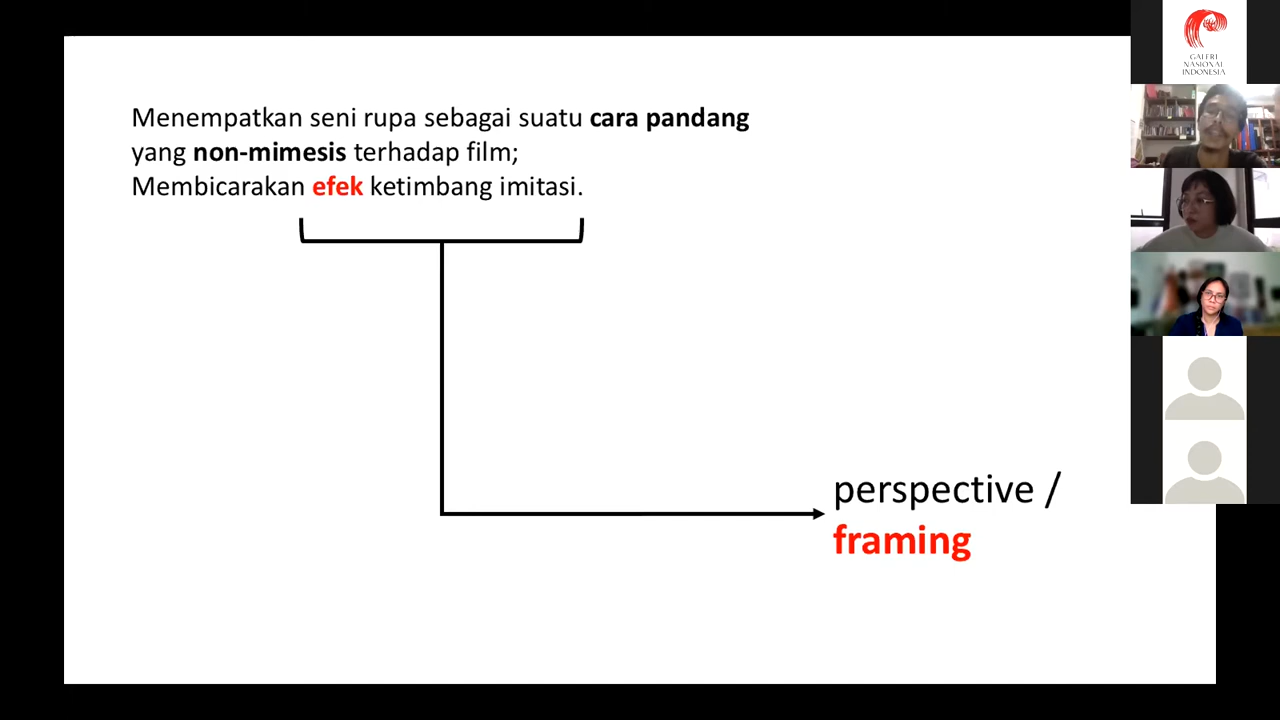 Menempatkan seni rupa sebagai suatu cara pandang
yang non-mimesis terhadap film;
Membicarakan efek ketimbang imitasi.
perspective /
framing
GALERI
NASIONAL
INDONESIA